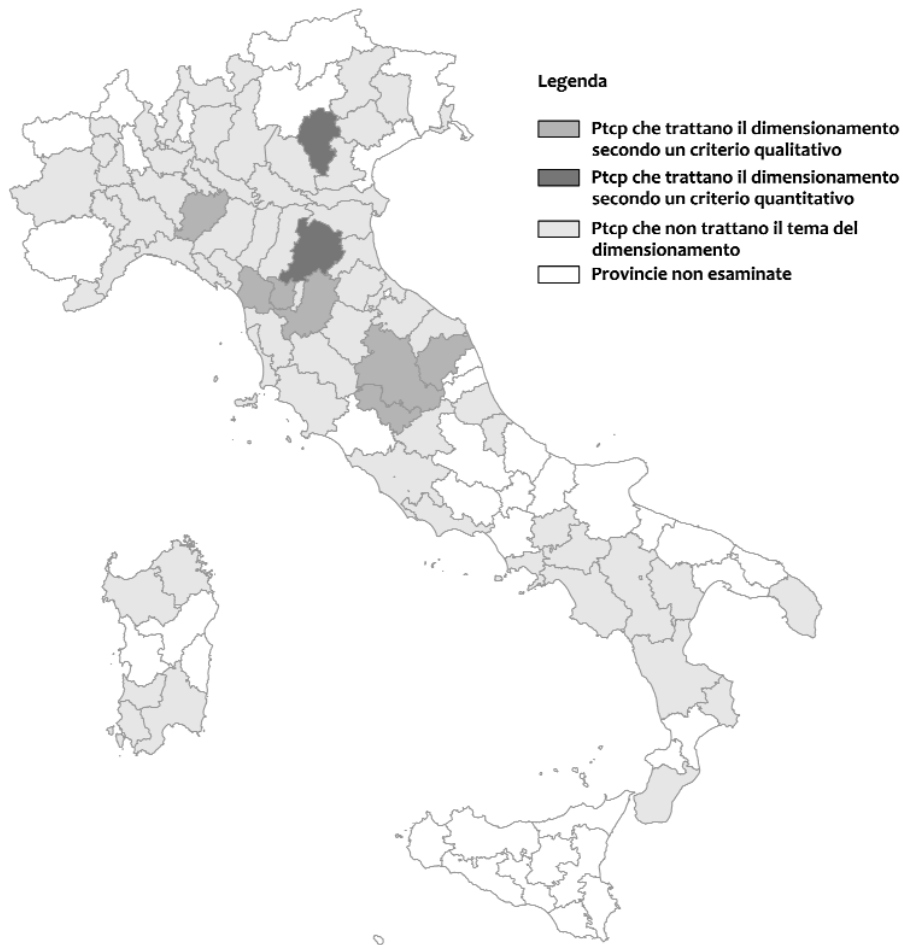 Legenda
Ptcp che trattano il dimensionamento
secondo un criterio qualitativo
Ptcp che trattano il dimensionamento
secondo un criterio quantitativo
Ptcp che non trattano il tema del
dimensionamento
Provincie non esaminate